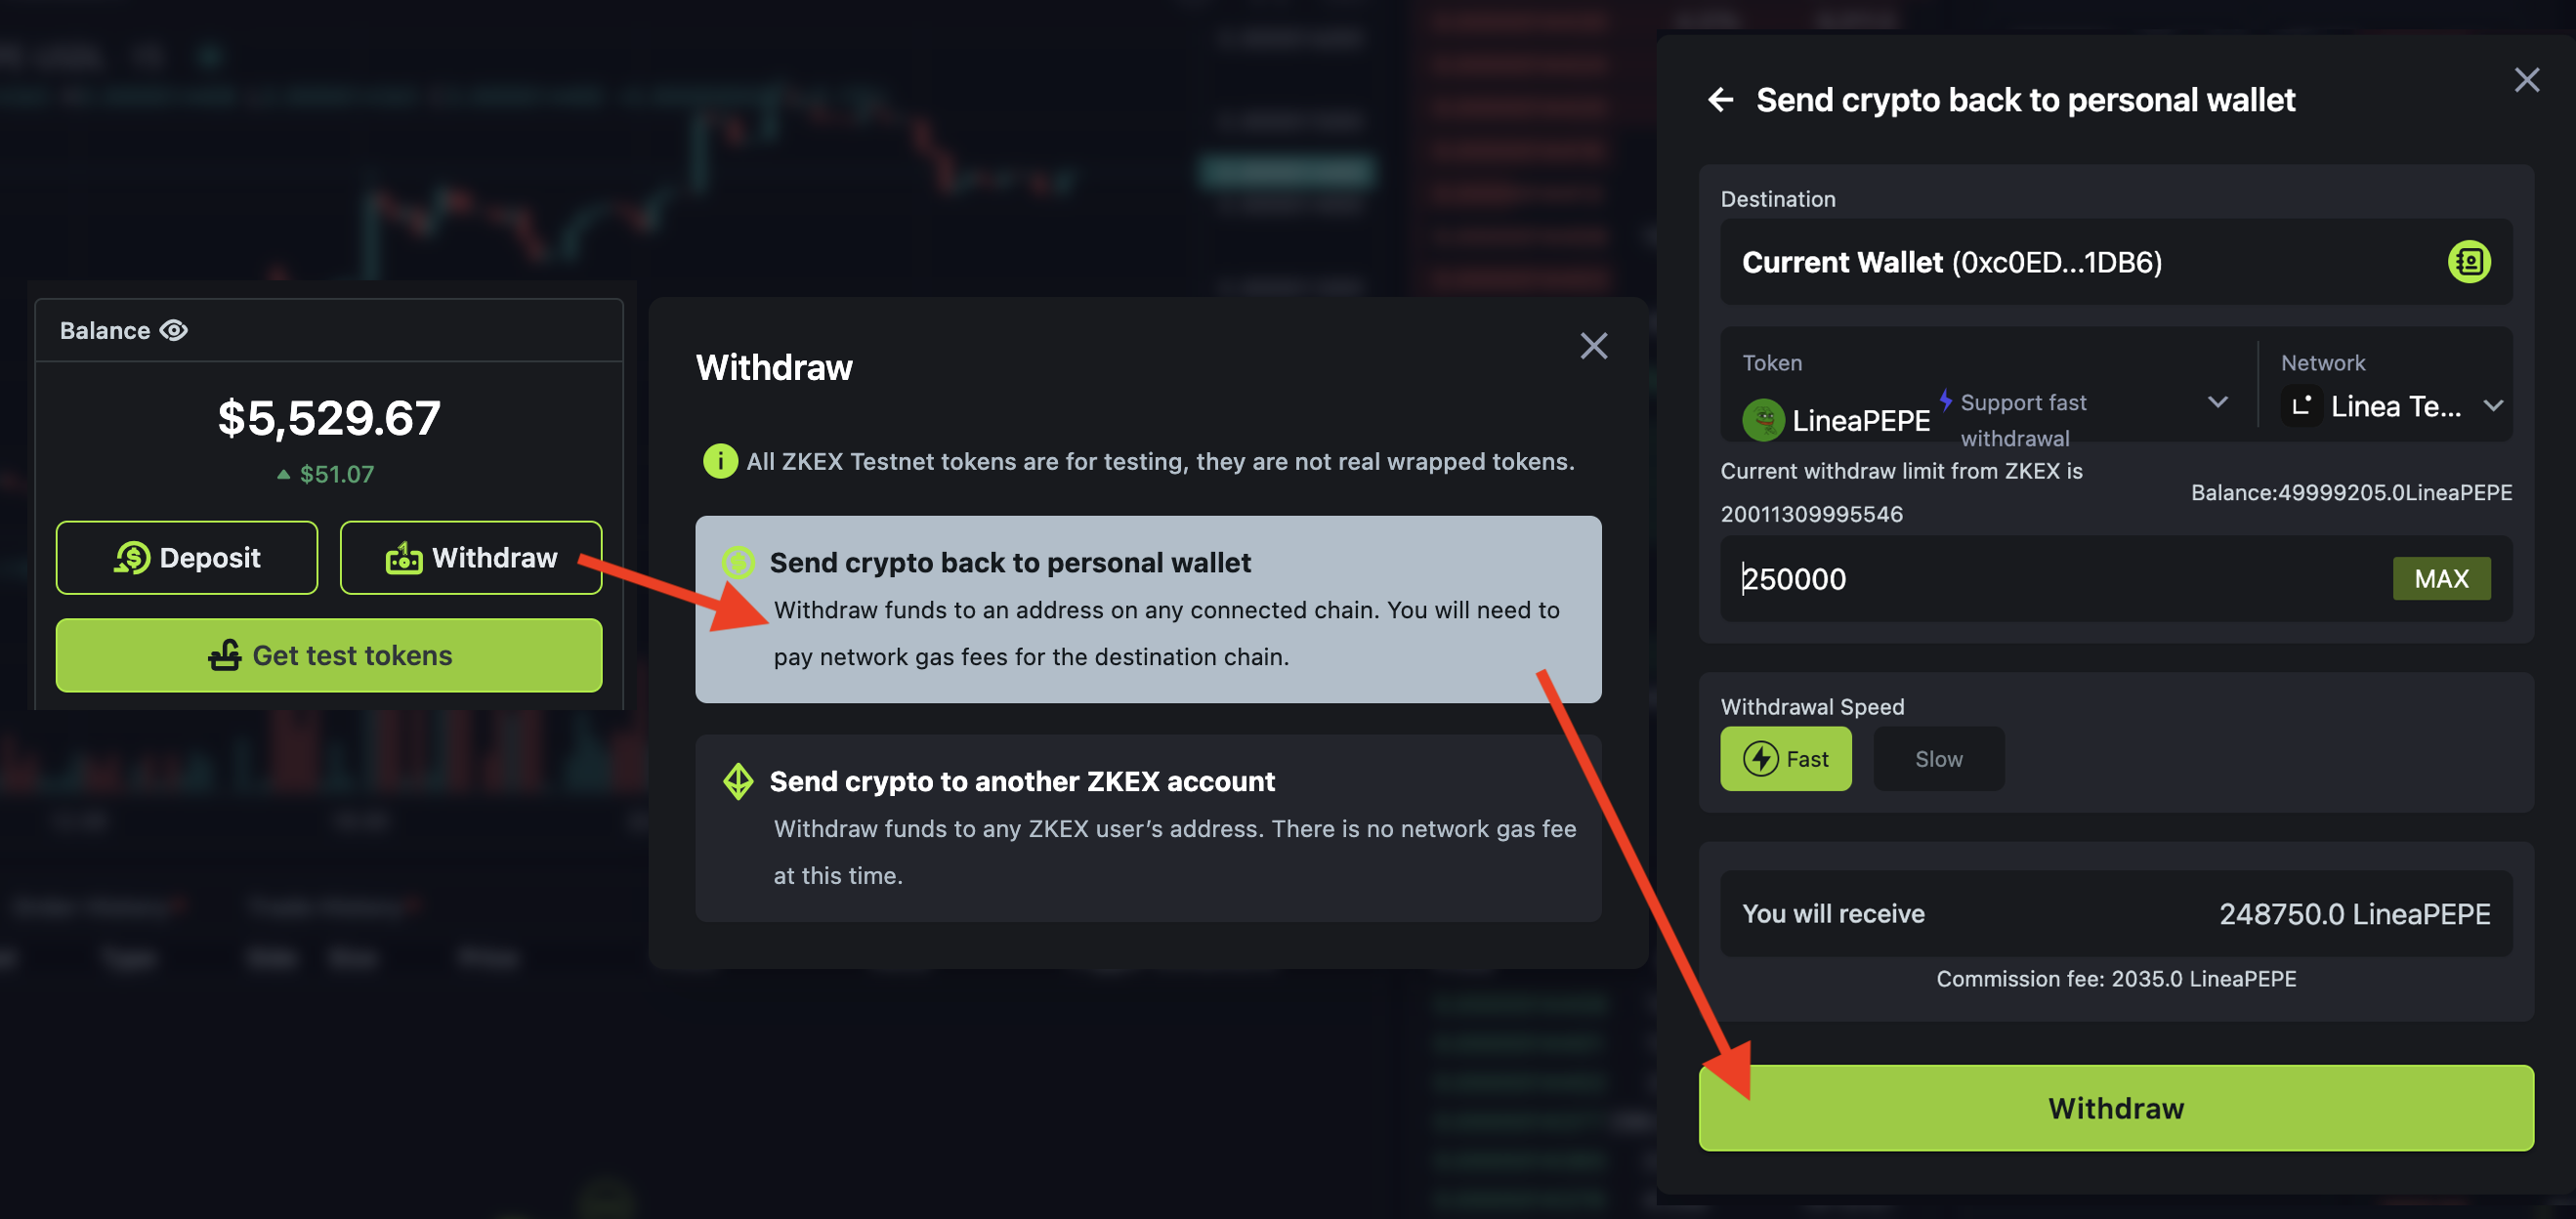 Balance
$5,529.67
$51.07
Deposit
Withdraw
Get test tokens
Withdraw
All ZKEX Testnet tokens are for testing, they are not real wrapped tokens.
Send crypto back to personal wallet
Withdraw funds to an address on any connected chain. You will need to
pay network gas fees for the destination chain.
Send crypto to another ZKEX account
Withdraw funds to any ZKEX user’s address. There is no network gas fee
at this time.
Send crypto back to personal wallet
Destination
Current Wallet (0xc0ED...1DB6)
Token
LineaPEPE
Support fast
withdrawal
Network
Linea Te...
Current withdraw limit from ZKEX is
20011309995546
Balance:49999205.0LineaPEPE
250000
MAX
Withdrawal Speed
Fast
Slow
You will receive
248750.0 LineaPEPE
Commission fee: 2035.0 LineaPEPE
Withdraw
Type
Side
Size
Price